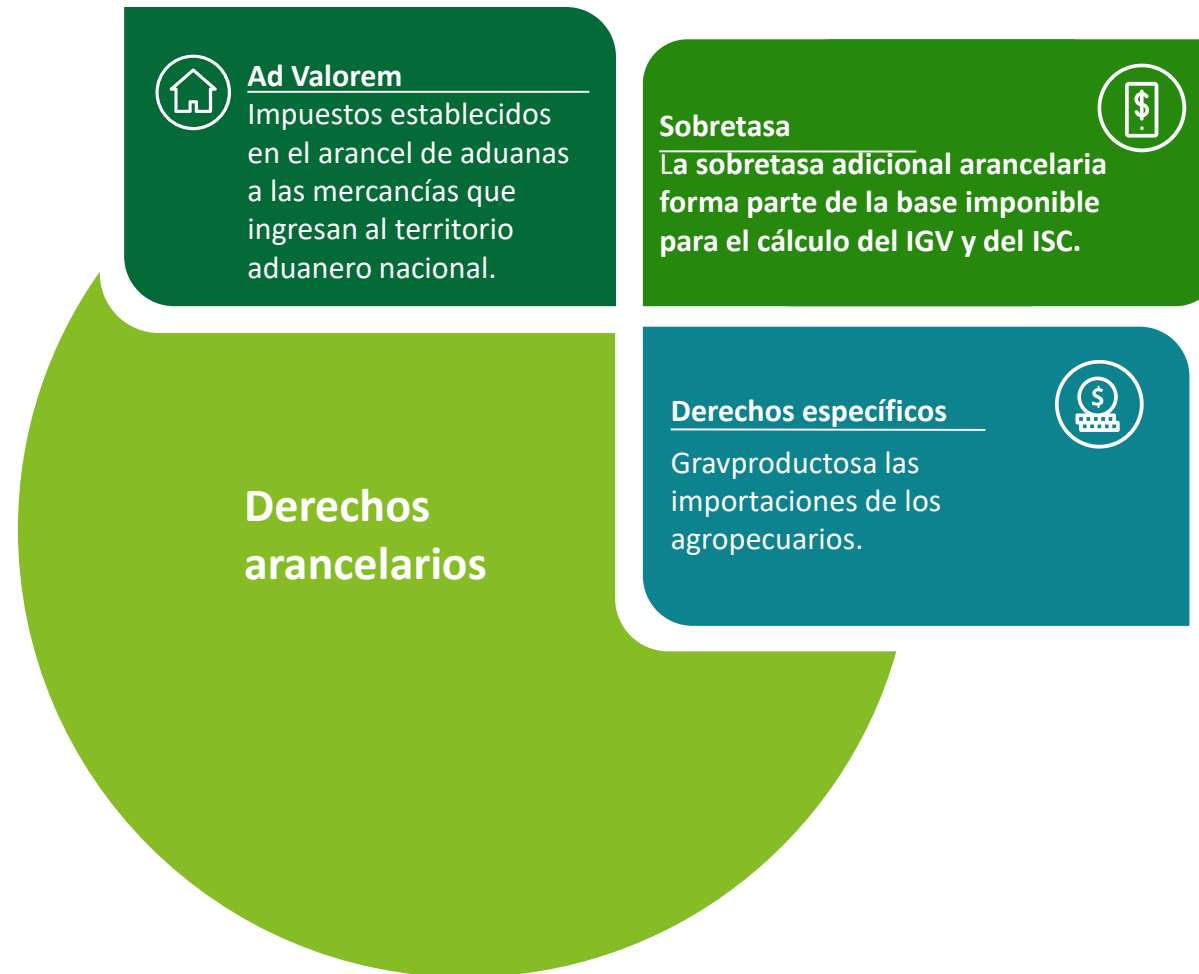 Ad Valorem
Impuestos establecidos
en el arancel de aduanas
a las mercancías que
ingresan al territorio
aduanero nacional.
Sobretasa
La sobretasa adicional arancelaria
forma parte de la base imponible
para el cálculo del IGV y del ISC.
Derechos específicos
Gravproductosa las
importaciones de los
agropecuarios.
Derechos
arancelarios